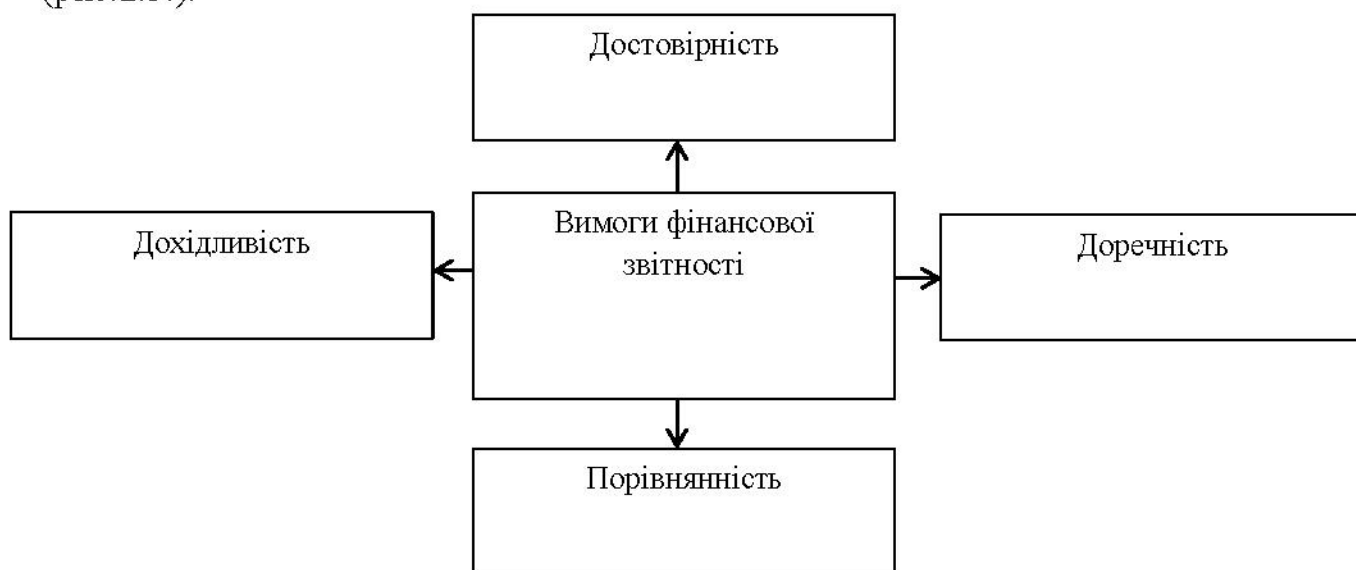 Достовірність
Вимоги фінансової
звітності
Дохідливість
Доречність
Порівнянність